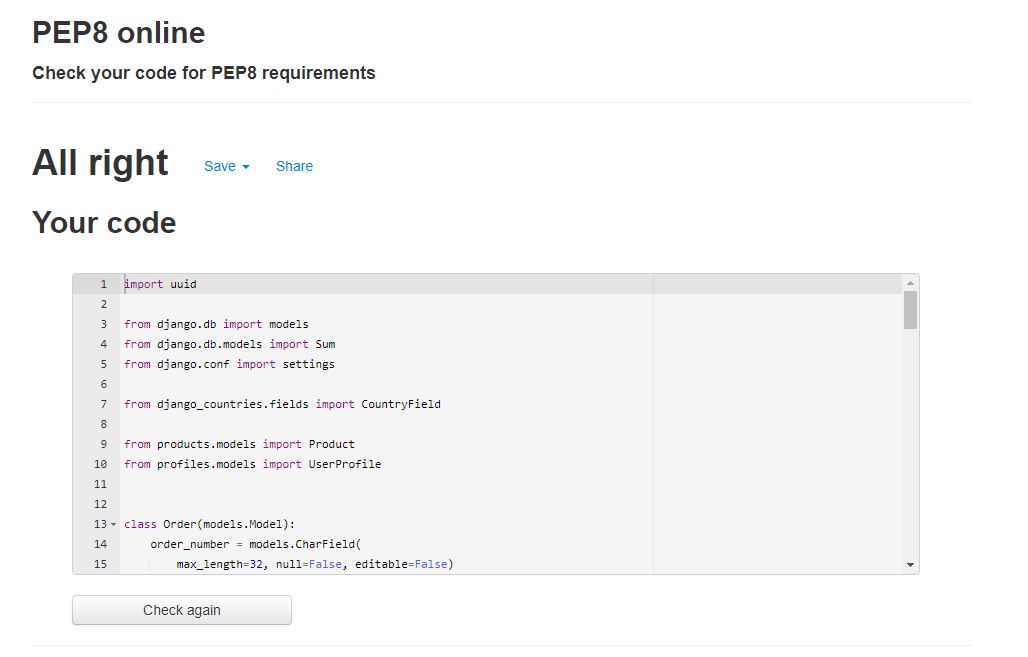 PEP8 online
Check your code for PEP8 requirements
All right Save Share
Your code
1 import uuid
2
3 from django.db import models
4 from django.db.models import Sum
5 from django.conf import settings
6
7 from django_countries.fields import CountryField
8
9 from products.models import Product
10 from profiles.models import UserProfile
11
12
13 class Order(models.Model):
14     order_number = models.CharField(
15         max_length=32, null=False, editable=False)
Check again